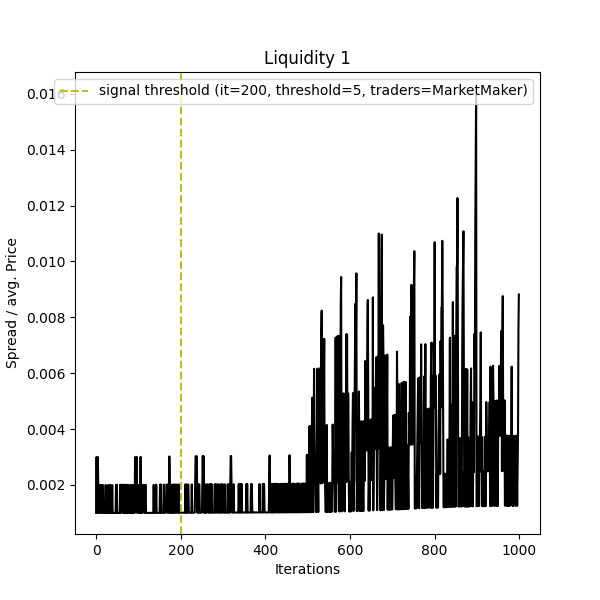 Liquidity 1
signal threshold (it=200, threshold=5, traders=MarketMaker)
0.016
0.014
0.012
0.010
0.008
0.006
0.004
0.002
Spread / avg. Price
0 200 400 600 800 1000
Iterations